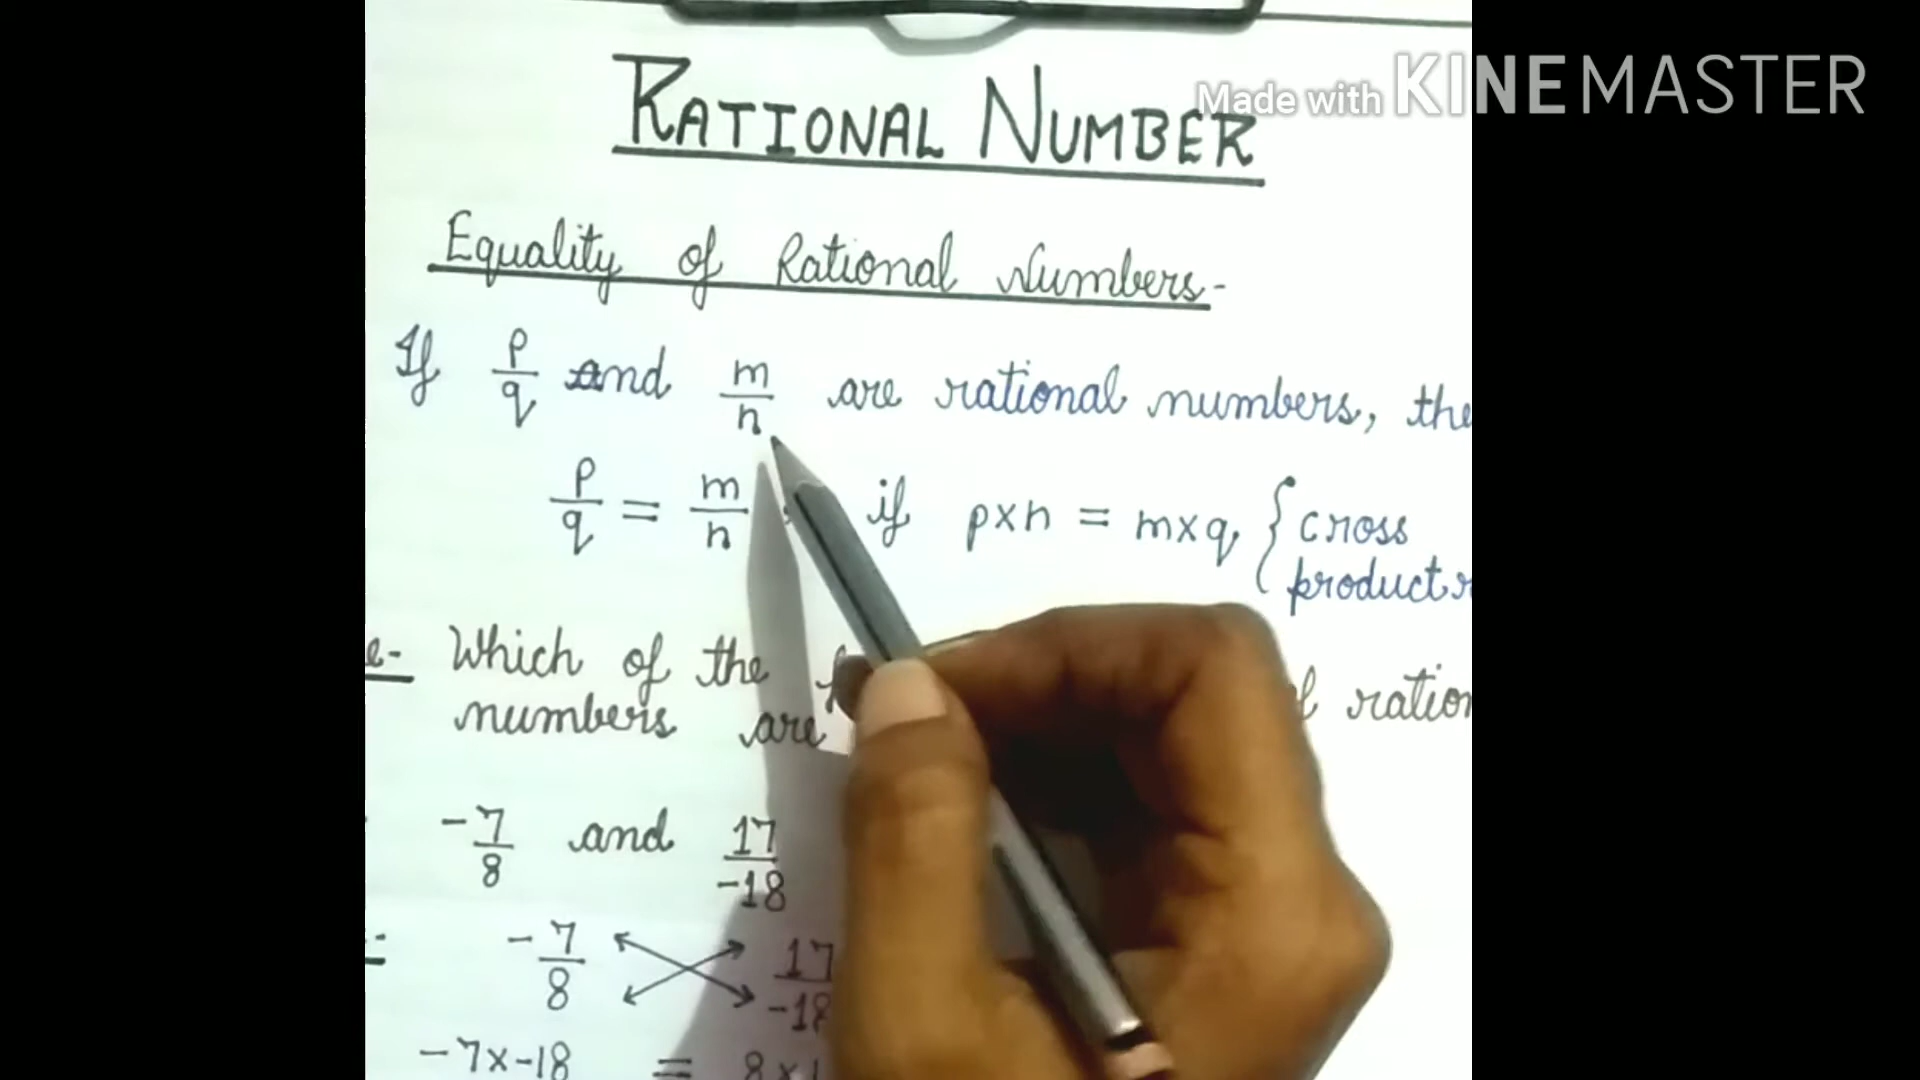 Made with KINEMASTER
RATIONAL NUMBER
Equality of Rational Numbers-
If p/q and m/n are rational numbers,
p/q = m/n if p×n = m×q { cross
product
Which of the
numbers are
-7/8 and 17/-18
-7/8 17/-18
-7×-18 = 8×